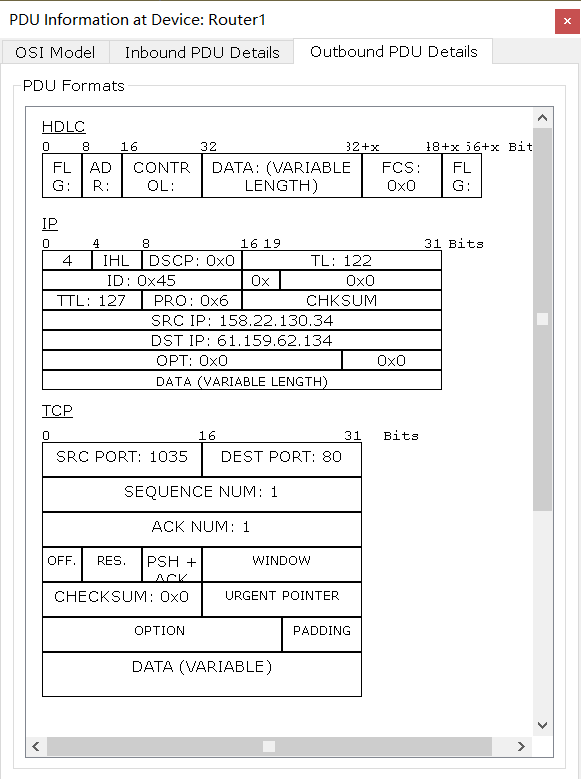 PDU Information at Device: Router1
OSI Model Inbound PDU Details Outbound PDU Details
PDU Formats
HDLC
0 8 16 32 32+x 48+x 56+x Bit
FL
G:
AD
R:
CONTR
OL:
DATA: (VARIABLE
LENGTH)
FCS:
0x0
FL
G:
IP
0 4 8 16 19 31 Bits
4 IHL DSCP: 0x0 TL: 122
ID: 0x45 0x 0x0
TTL: 127 PRO: 0x6 CHKSUM
SRC IP: 158.22.130.34
DST IP: 61.159.62.134
OPT: 0x0 0x0
DATA (VARIABLE LENGTH)
TCP
0 16 31 Bits
SRC PORT: 1035 DEST PORT: 80
SEQUENCE NUM: 1
ACK NUM: 1
OFF. RES. PSH +
ACK
WINDOW
CHECKSUM: 0x0 URGENT POINTER
OPTION PADDING
DATA (VARIABLE)